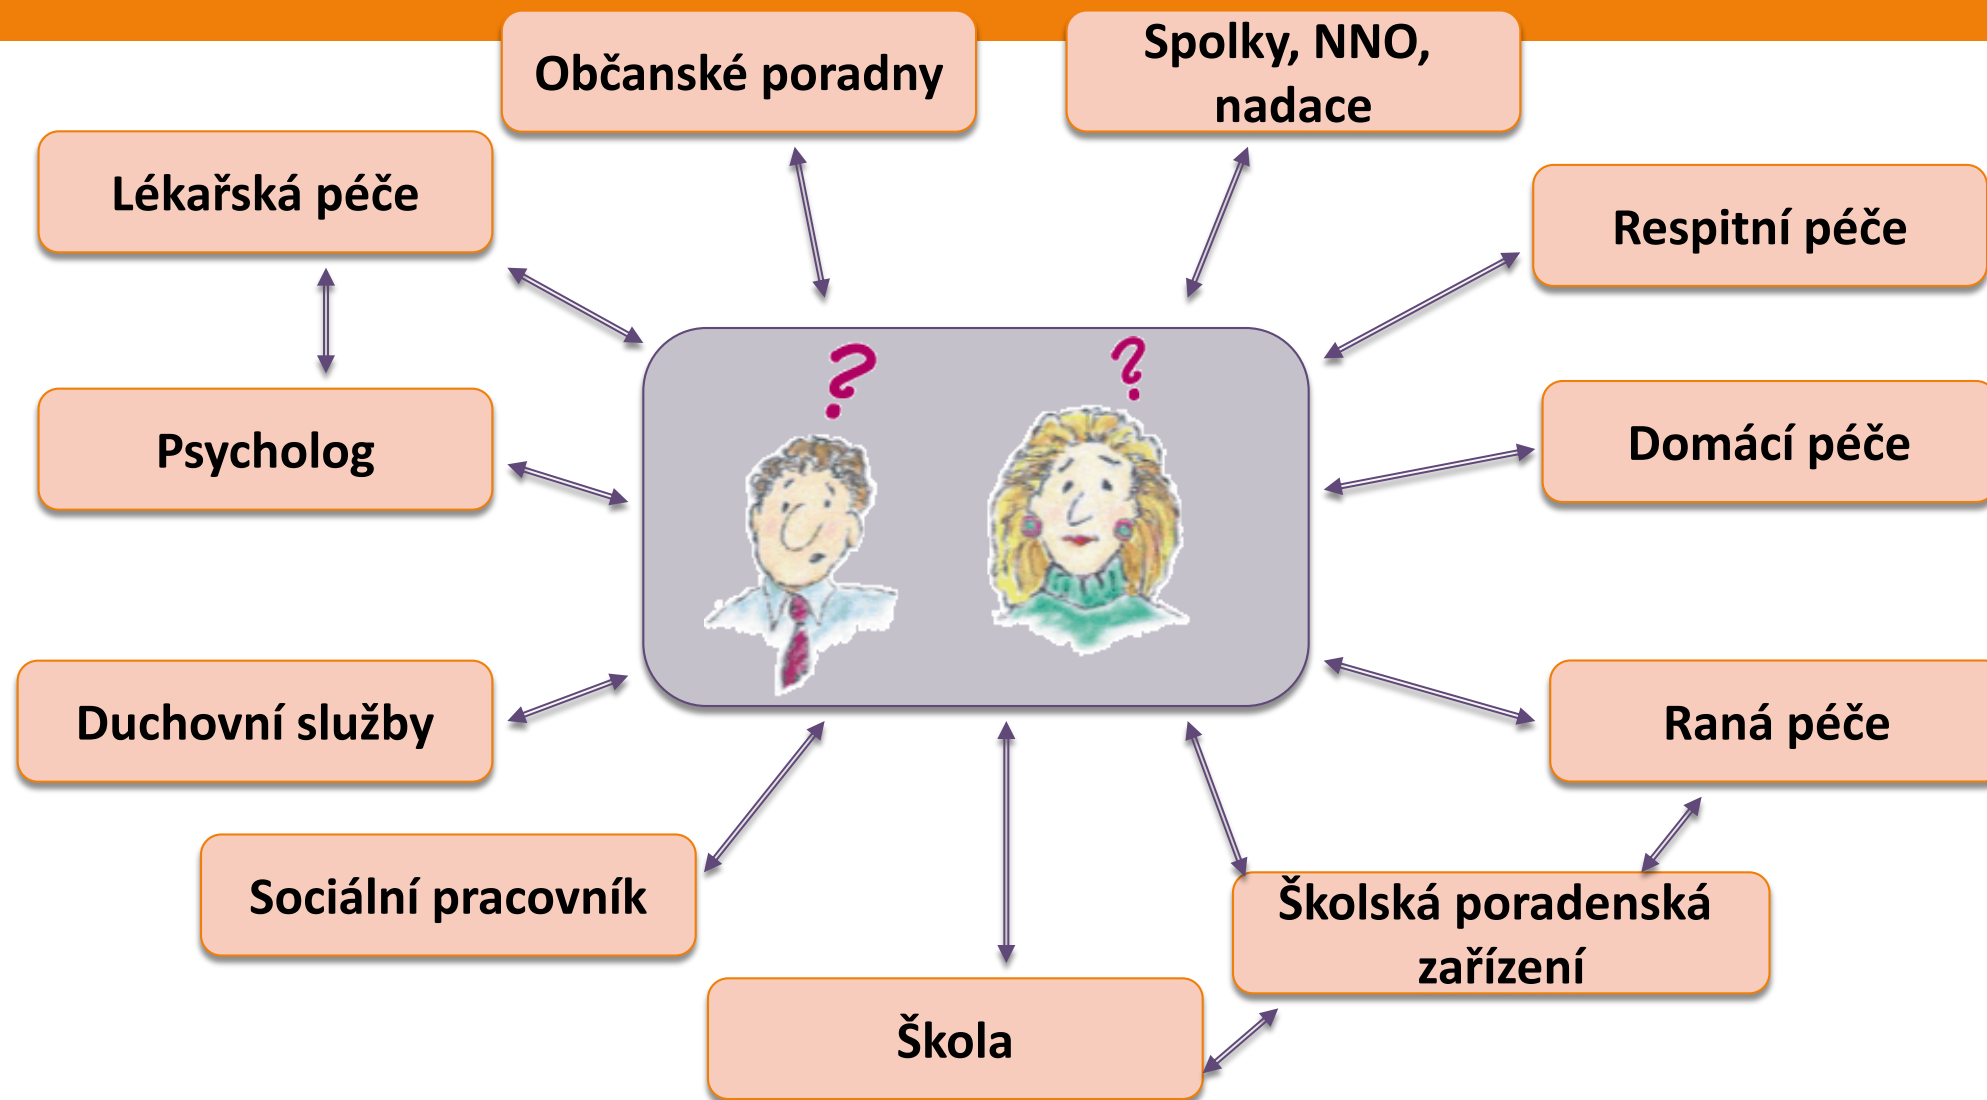 Občanské poradny
Spolky, NNO,
nadace
Lékařská péče
Respitní péče
Psycholog
Domácí péče
?
?
Duchovní služby
Raná péče
Sociální pracovník
Školská poradenská
zařízení
Škola